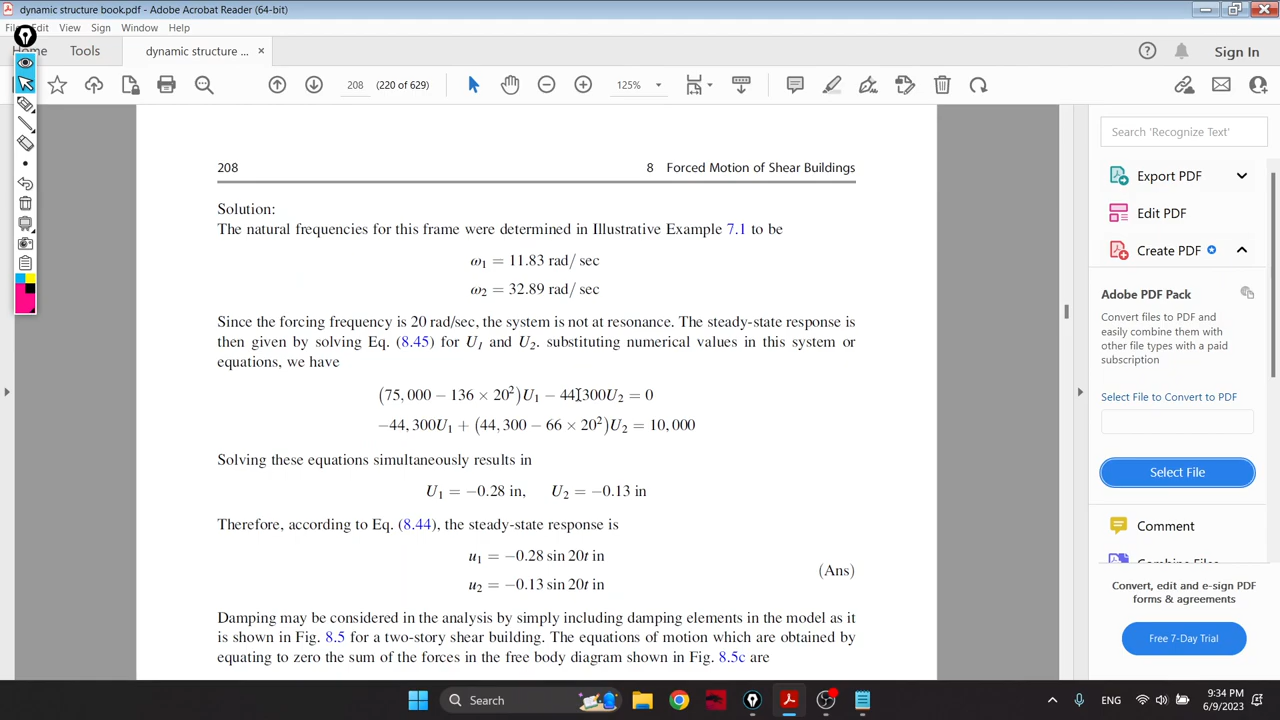 dynamic structure book.pdf - Adobe Acrobat Reader (64-bit)
Edit View Sign Window Help
Home Tools dynamic structure ... × Sign In
208 (220 of 629) 125%
208 8 Forced Motion of Shear Buildings
Solution:
The natural frequencies for this frame were determined in Illustrative Example 7.1 to be
ω₁ = 11.83 rad/ sec
ω₂ = 32.89 rad/ sec
Since the forcing frequency is 20 rad/sec, the system is not at resonance. The steady-state response is
then given by solving Eq. (8.45) for U₁ and U₂. substituting numerical values in this system or
equations, we have
(75, 000 − 136 × 20²)U₁ − 44,300U₂ = 0
−44, 300U₁ + (44, 300 − 66 × 20²)U₂ = 10,000
Solving these equations simultaneously results in
U₁ = −0.28 in, U₂ = −0.13 in
Therefore, according to Eq. (8.44), the steady-state response is
u₁ = −0.28 sin 20t in
u₂ = −0.13 sin 20t in
(Ans)
Damping may be considered in the analysis by simply including damping elements in the model as it
is shown in Fig. 8.5 for a two-story shear building. The equations of motion which are obtained by
equating to zero the sum of the forces in the free body diagram shown in Fig. 8.5c are
Search 'Recognize Text'
Export PDF
Edit PDF
Create PDF
Adobe PDF Pack
Convert files to PDF and
easily combine them with
other file types with a paid
subscription
Select File to Convert to PDF
Select File
Comment
Combine Files
Convert, edit and e-sign PDF
forms & agreements
Free 7-Day Trial
Search
ENG
9:34 PM
6/9/2023